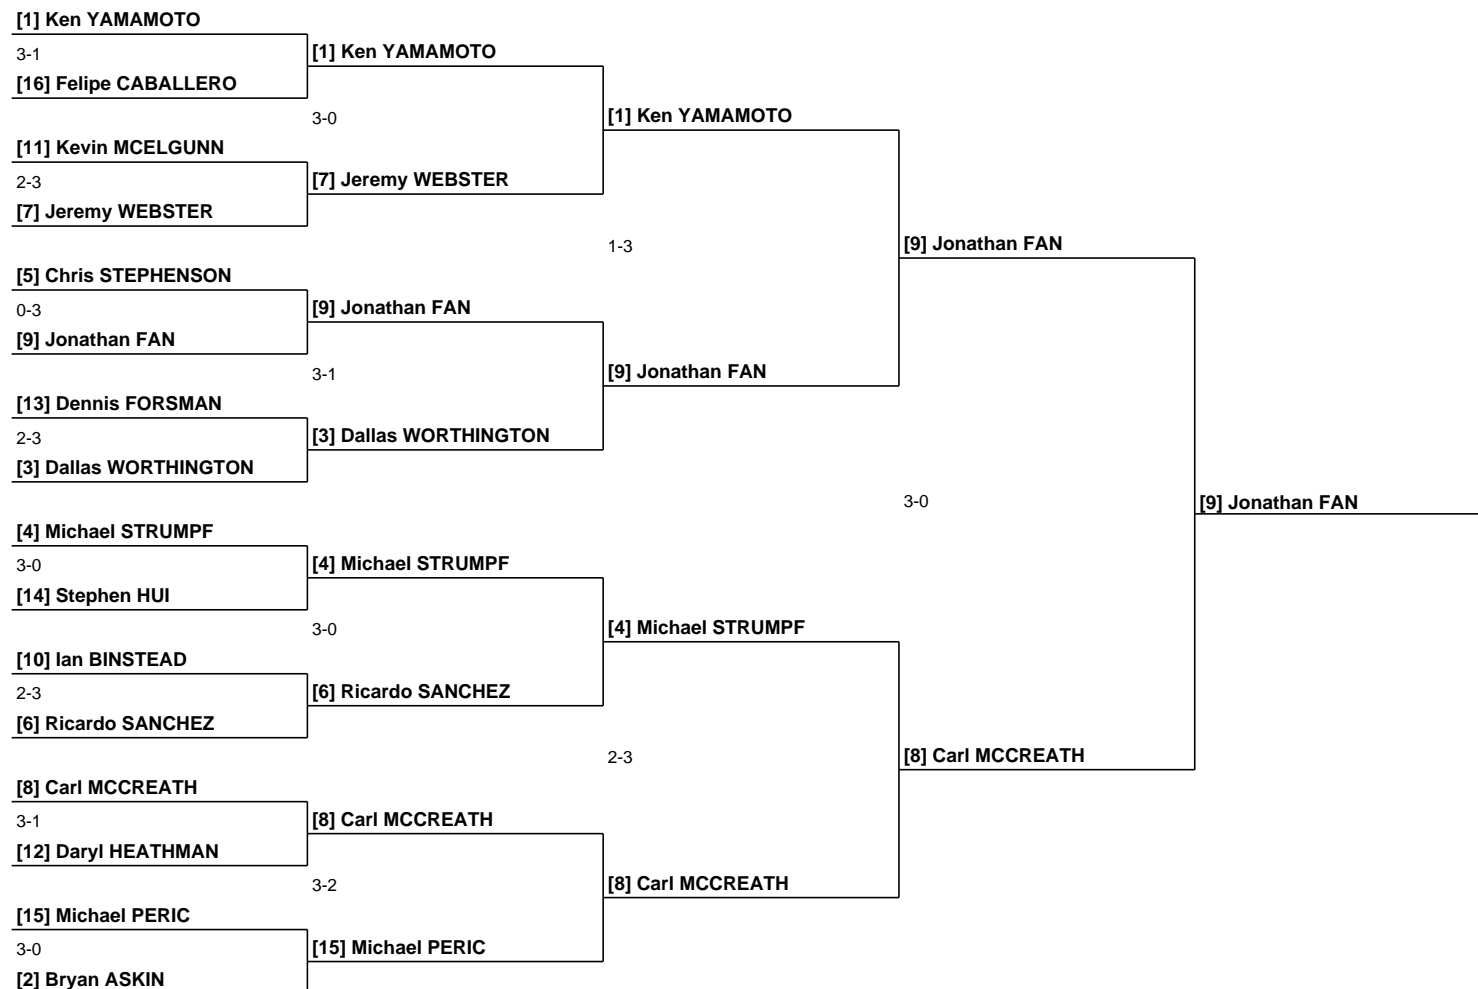 [1] Ken YAMAMOTO
3-1
[16] Felipe CABALLERO
[11] Kevin MCELGUNN
2-3
[7] Jeremy WEBSTER
[5] Chris STEPHENSON
0-3
[9] Jonathan FAN
[13] Dennis FORSMAN
2-3
[3] Dallas WORTHINGTON
[4] Michael STRUMPF
3-0
[14] Stephen HUI
[10] Ian BINSTEAD
2-3
[6] Ricardo SANCHEZ
[8] Carl MCCREATH
3-1
[12] Daryl HEATHMAN
[15] Michael PERIC
3-0
[2] Bryan ASKIN
[1] Ken YAMAMOTO
3-0
[7] Jeremy WEBSTER
[9] Jonathan FAN
3-1
[3] Dallas WORTHINGTON
[4] Michael STRUMPF
3-0
[6] Ricardo SANCHEZ
[8] Carl MCCREATH
3-2
[15] Michael PERIC
[1] Ken YAMAMOTO
1-3
[9] Jonathan FAN
[4] Michael STRUMPF
2-3
[8] Carl MCCREATH
[9] Jonathan FAN
3-0
[8] Carl MCCREATH
[9] Jonathan FAN